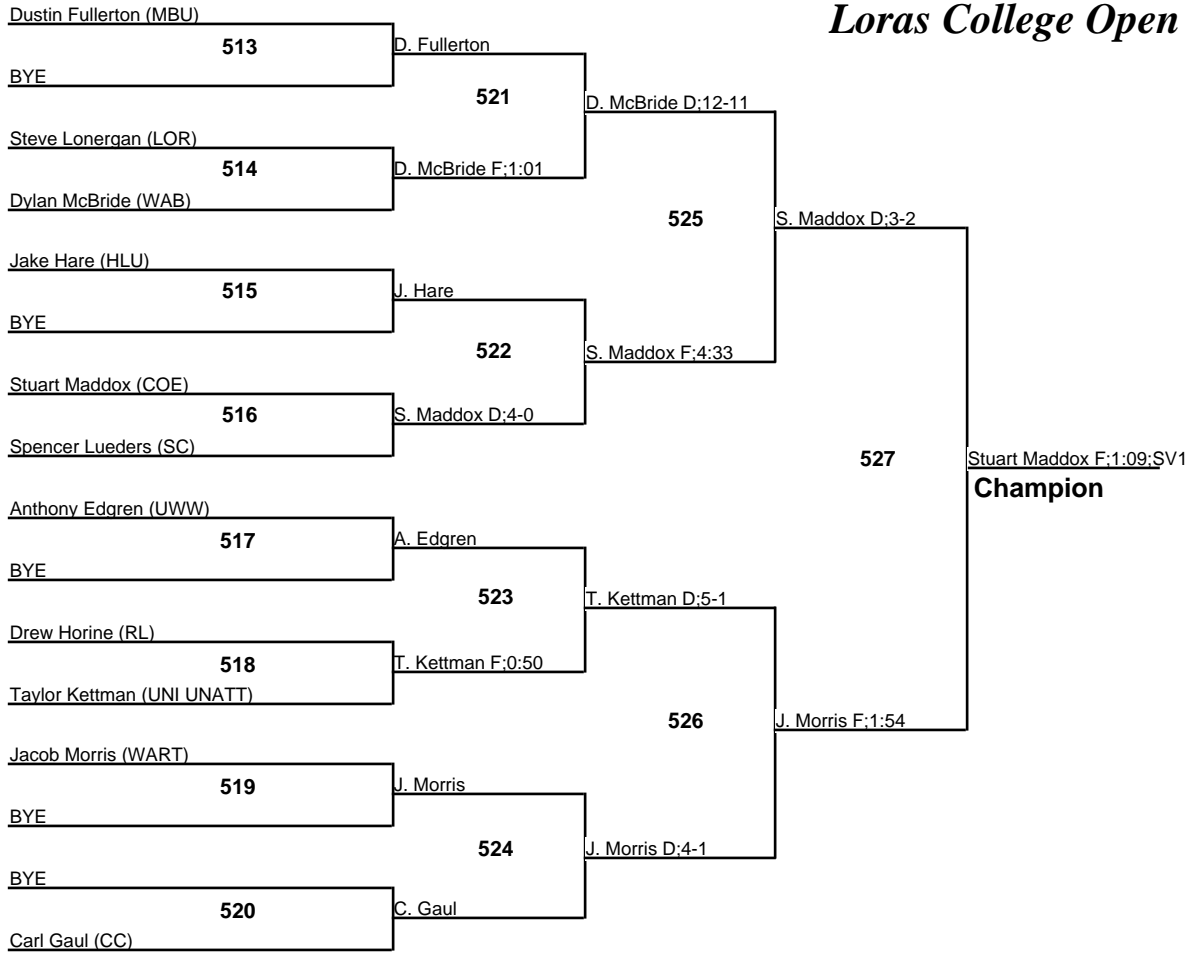 Loras College Open
Dustin Fullerton (MBU)
513
D. Fullerton
BYE
521
D. McBride D;12-11
Steve Lonergan (LOR)
514
D. McBride F;1:01
Dylan McBride (WAB)
525
S. Maddox D;3-2
Jake Hare (HLU)
515
J. Hare
BYE
522
S. Maddox F;4:33
Stuart Maddox (COE)
516
S. Maddox D;4-0
Spencer Lueders (SC)
527
Stuart Maddox F;1:09;SV1
Champion
Anthony Edgren (UWW)
517
A. Edgren
BYE
523
T. Kettman D;5-1
Drew Horine (RL)
518
T. Kettman F;0:50
Taylor Kettman (UNI UNATT)
526
J. Morris F;1:54
Jacob Morris (WART)
519
J. Morris
BYE
524
J. Morris D;4-1
BYE
520
C. Gaul
Carl Gaul (CC)